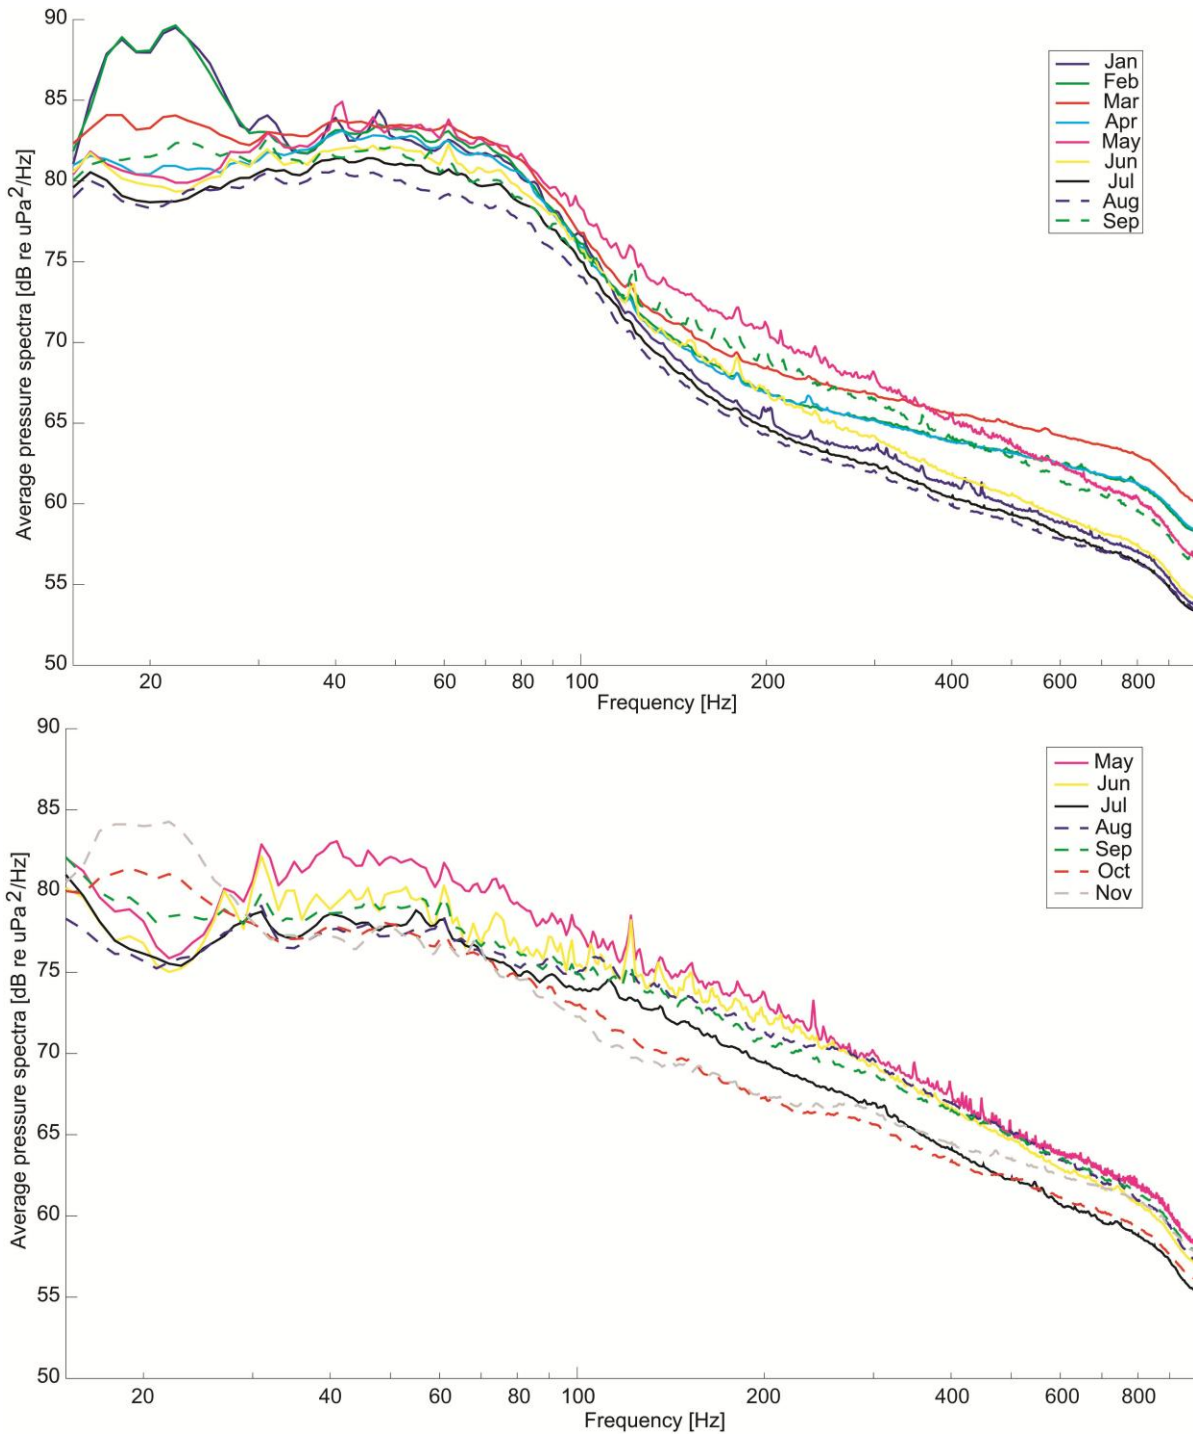 90
85
80
75
70
65
60
55
50
Average pressure spectra [dB re uPa²/Hz]
Jan
Feb
Mar
Apr
May
Jun
Jul
Aug
Sep
20 40 60 80 100 200 400 600 800
Frequency [Hz]
90
85
80
75
70
65
60
55
50
Average pressure spectra [dB re uPa²/Hz]
May
Jun
Jul
Aug
Sep
Oct
Nov
20 40 60 80 100 200 400 600 800
Frequency [Hz]